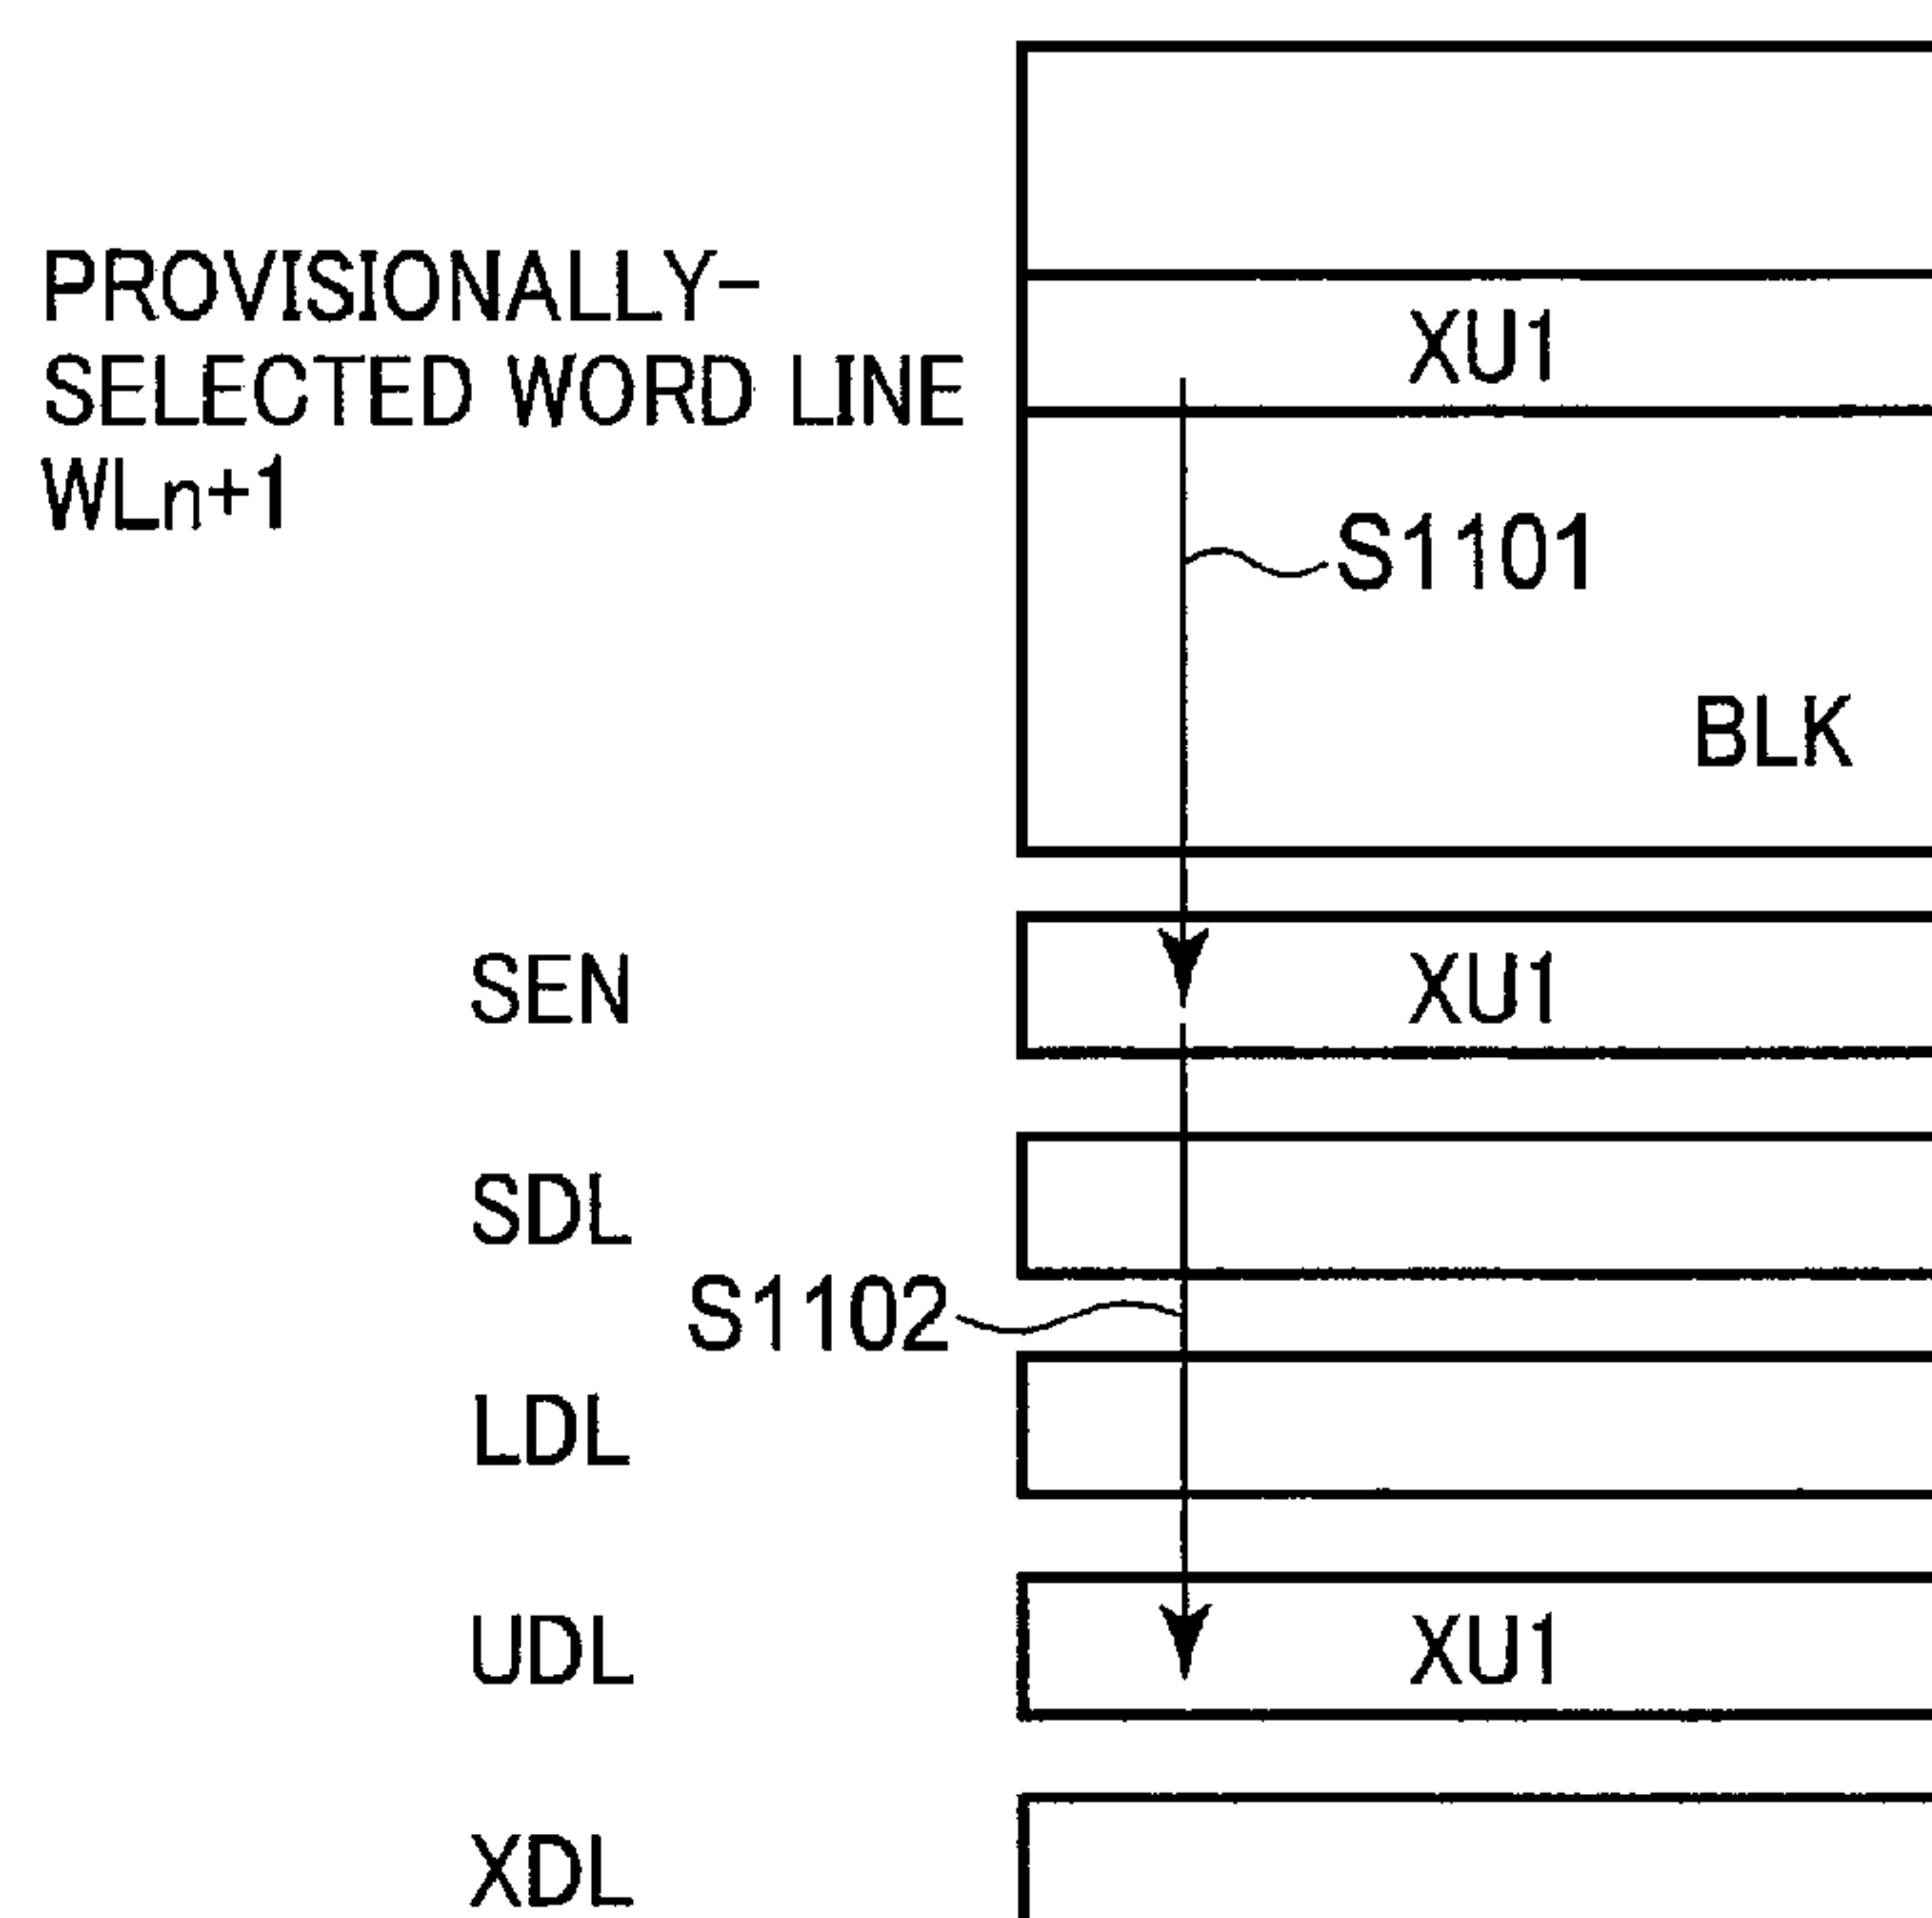 PROVISIONALLY-
SELECTED WORD LINE
WLn+1
XU1
S1101
BLK
SEN
XU1
SDL
S1102
LDL
UDL
XU1
XDL